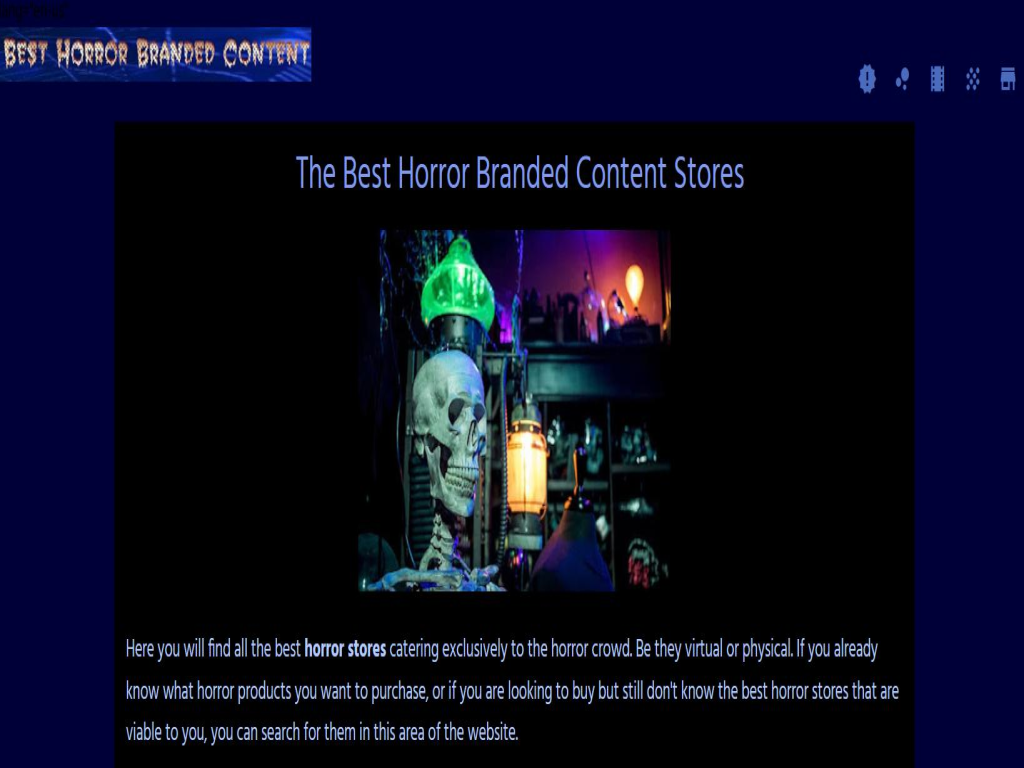 Best Horror Branded Content
The Best Horror Branded Content Stores
Here you will find all the best horror stores catering exclusively to the horror crowd. Be they virtual or physical. If you already
know what horror products you want to purchase, or if you are looking to buy but still don't know the best horror stores that are
viable to you, you can search for them in this area of the website.